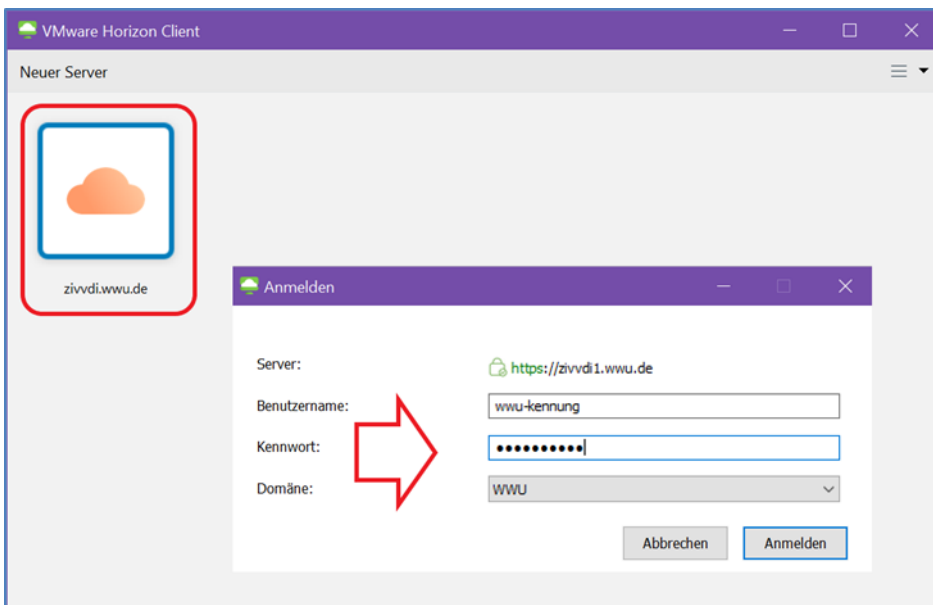 VMware Horizon Client
Neuer Server
zivvdi.wwu.de
Anmelden
Server: https://zivvdi1.wwu.de
Benutzername: wwu-kennung
Kennwort: ●●●●●●●●●●
Domäne: WWU
Abbrechen Anmelden